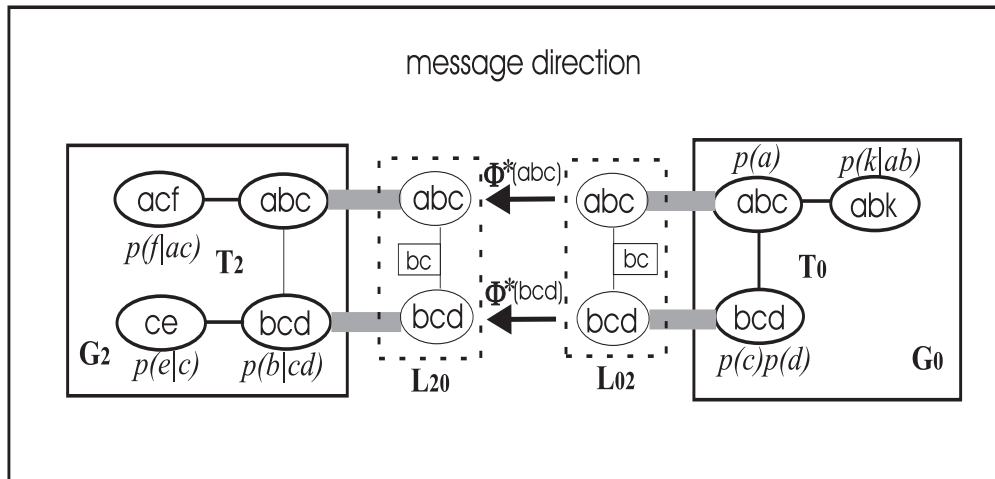 message direction
p(a) p(k|ab)
Φ*(abc)
acf abc abc abc abc abk
p(f|ac) T2 bc bc T0
Φ*(bcd)
ce bcd bcd bcd bcd
G2 p(e|c) p(b|cd) p(c)p(d) G0
L20 L02